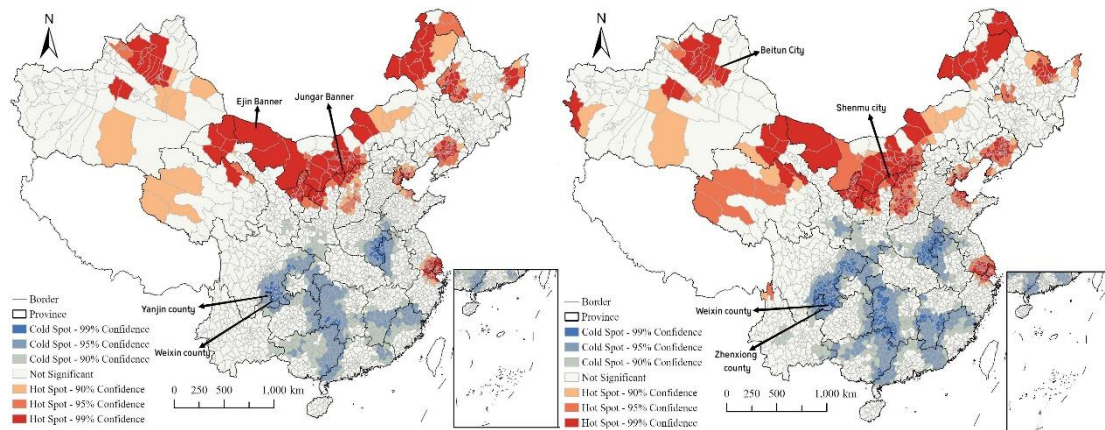 N
Ejin Banner
Jungar Banner
Yanjin county
Weixin county
Border
Province
Cold Spot - 99% Confidence
Cold Spot - 95% Confidence
Cold Spot - 90% Confidence
Not Significant
Hot Spot - 90% Confidence
Hot Spot - 95% Confidence
Hot Spot - 99% Confidence
0 250 500 1,000 km
N
Beitun City
Shenmu city
Weixin county
Zhenxiong
county
Border
Province
Cold Spot - 99% Confidence
Cold Spot - 95% Confidence
Cold Spot - 90% Confidence
Not Significant
Hot Spot - 90% Confidence
Hot Spot - 95% Confidence
Hot Spot - 99% Confidence
0 250 500 1,000 km